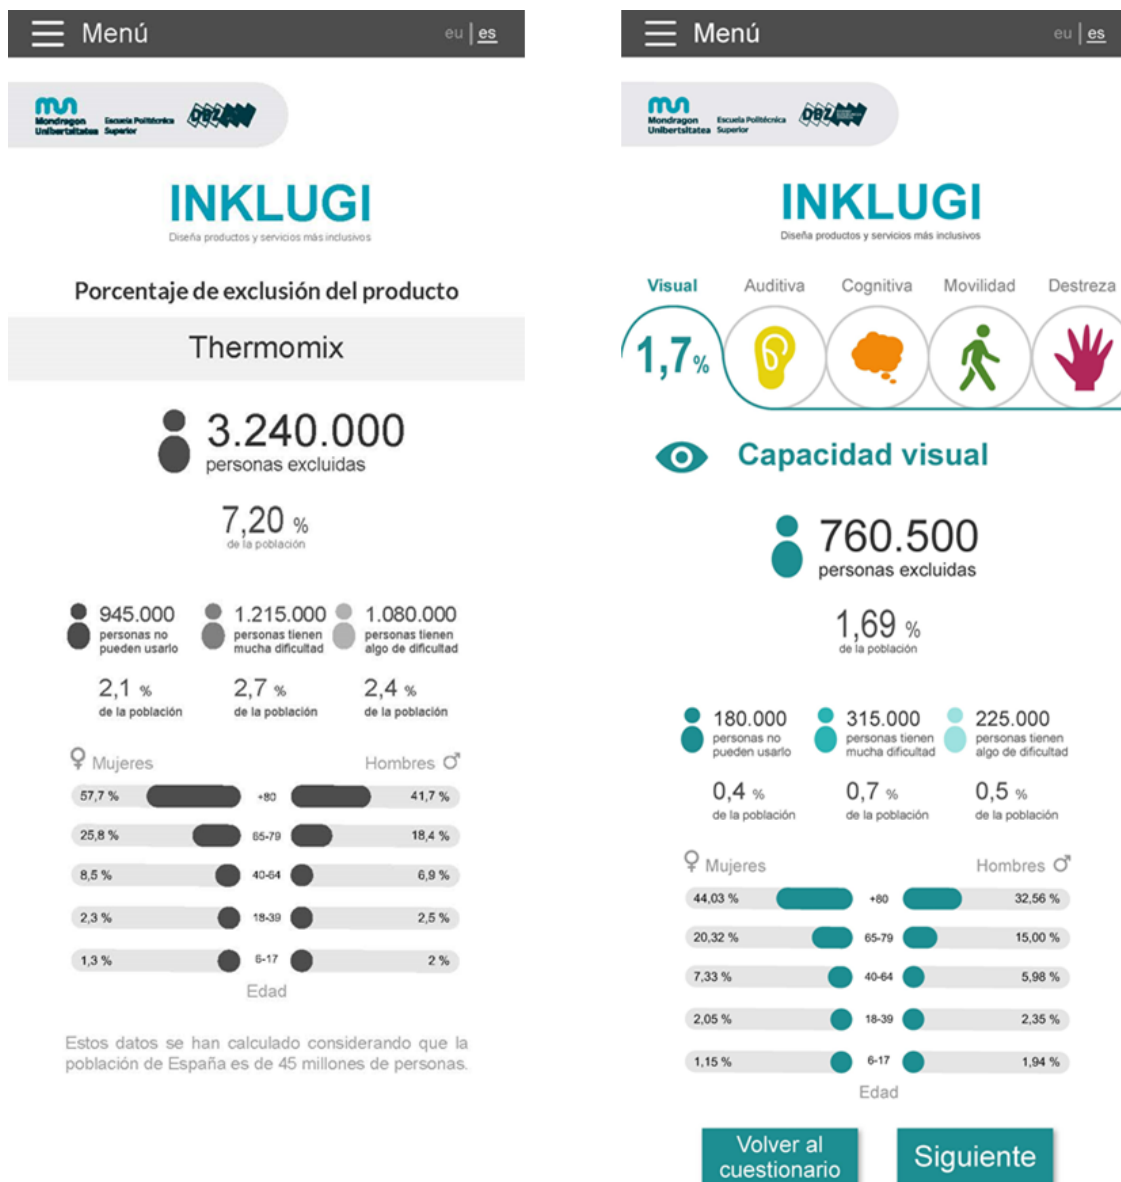 Menú
eu | es
Mondragon
Unibertsitatea
Escuela Politécnica
Superior
DBZ
INKLUGI
Diseña productos y servicios más inclusivos
Porcentaje de exclusión del producto
Thermomix
3.240.000
personas excluidas
7,20 %
de la población
945.000
personas no
pueden usarlo
2,1 %
de la población
1.215.000
personas tienen
mucha dificultad
2,7 %
de la población
1.080.000
personas tienen
algo de dificultad
2,4 %
de la población
Mujeres
Hombres
57,7 % +80 41,7 %
25,8 % 65-79 18,4 %
8,5 % 40-64 6,9 %
2,3 % 18-39 2,5 %
1,3 % 6-17 2 %
Edad
Estos datos se han calculado considerando que la
población de España es de 45 millones de personas.
Menú
eu | es
Mondragon
Unibertsitatea
Escuela Politécnica
Superior
DBZ
INKLUGI
Diseña productos y servicios más inclusivos
Visual Auditiva Cognitiva Movilidad Destreza
1,7%
Capacidad visual
760.500
personas excluidas
1,69 %
de la población
180.000
personas no
pueden usarlo
0,4 %
de la población
315.000
personas tienen
mucha dificultad
0,7 %
de la población
225.000
personas tienen
algo de dificultad
0,5 %
de la población
Mujeres
Hombres
44,03 % +80 32,56 %
20,32 % 65-79 15,00 %
7,33 % 40-64 5,98 %
2,05 % 18-39 2,35 %
1,15 % 6-17 1,94 %
Edad
Volver al
cuestionario
Siguiente